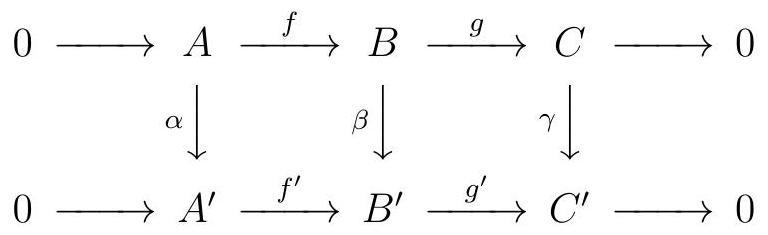 0 ⟶ A ⟶ B ⟶ C ⟶ 0
f g
α β γ
0 ⟶ A′ ⟶ B′ ⟶ C′ ⟶ 0
f′ g′